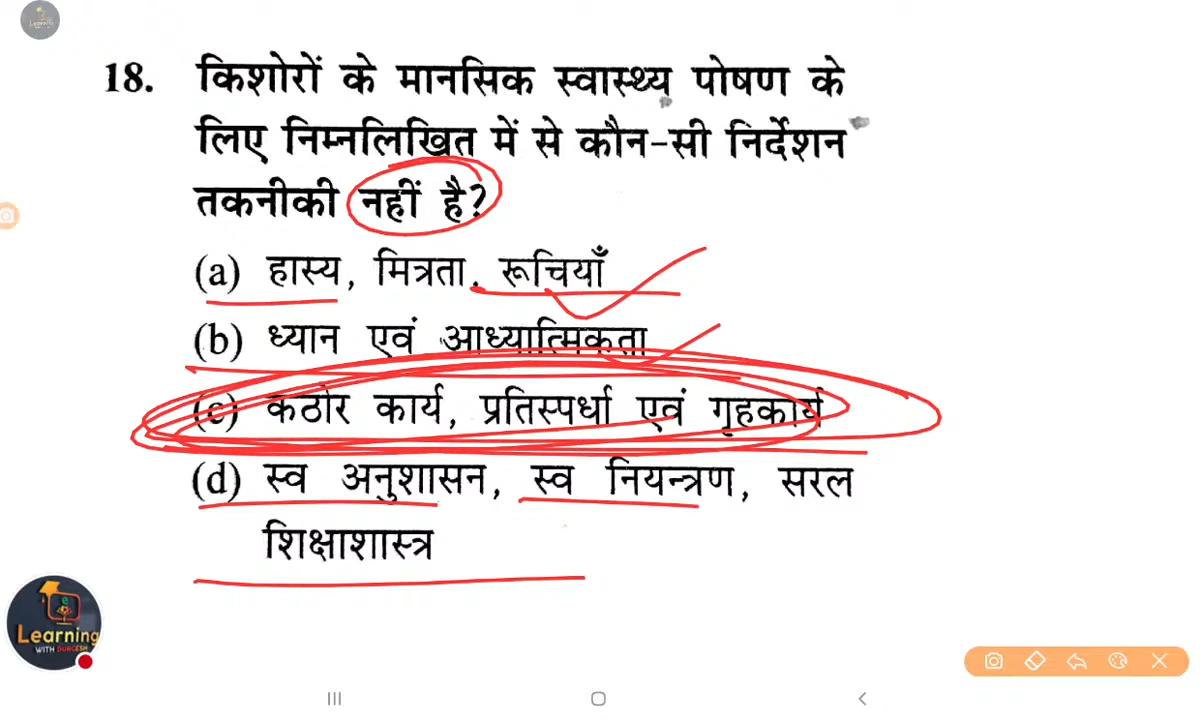 Learning
18. किशोरों के मानसिक स्वास्थ्य पोषण के
लिए निम्नलिखित में से कौन-सी निर्देशन
तकनीकी नहीं है?
(a) हास्य, मित्रता, रूचियाँ
(b) ध्यान एवं आध्यात्मिकता
(c) कठोर कार्य, प्रतिस्पर्धा एवं गृहकार्य
(d) स्व अनुशासन, स्व नियन्त्रण, सरल
शिक्षाशास्त्र
e
Learning
WITH DURGESH